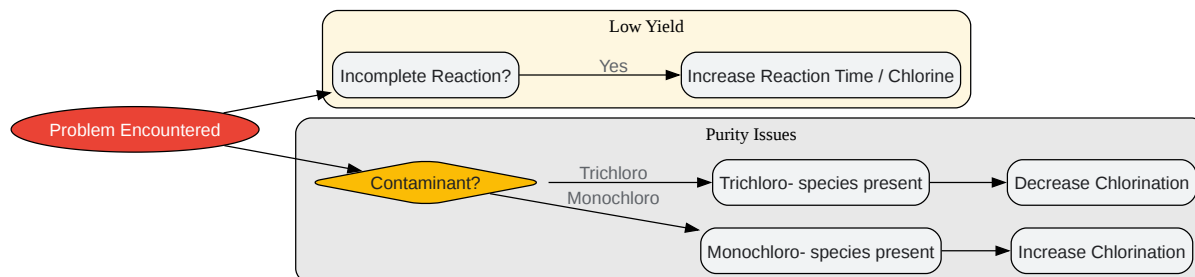 Low Yield
Incomplete Reaction?
Yes
Increase Reaction Time / Chlorine
Problem Encountered
Purity Issues
Contaminant?
Trichloro
Trichloro- species present
Decrease Chlorination
Monochloro
Monochloro- species present
Increase Chlorination